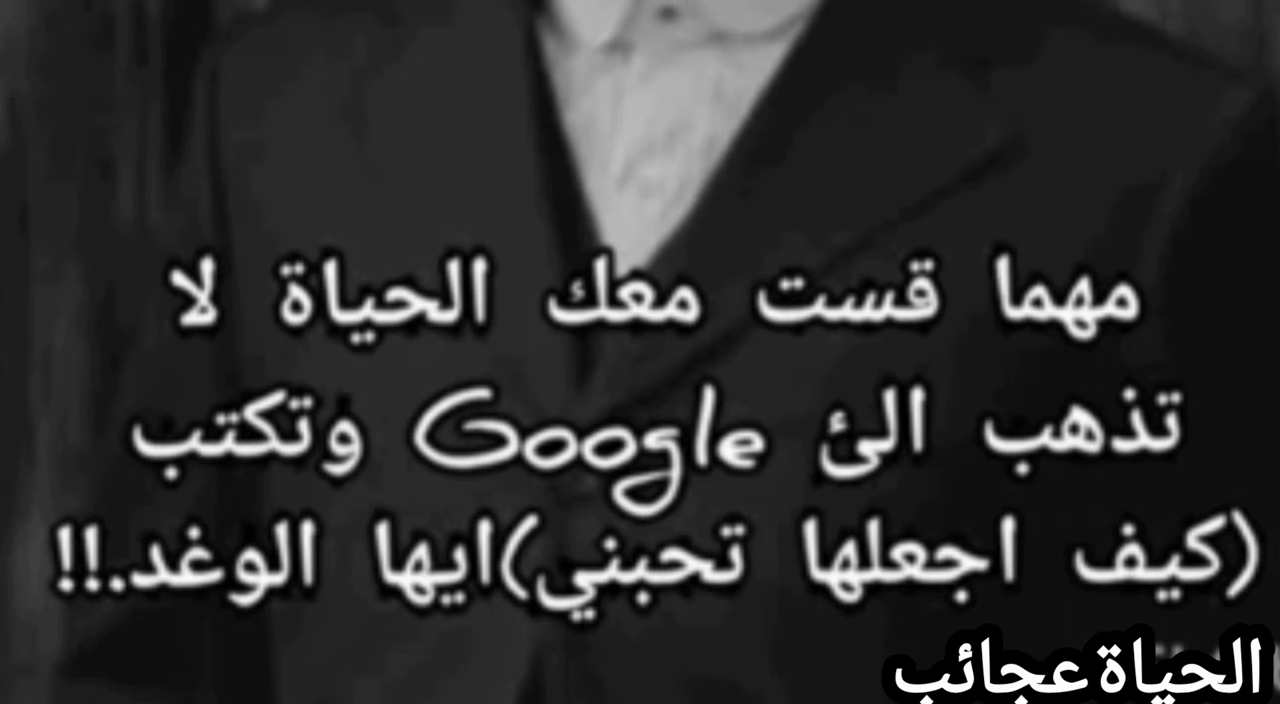 مهما قست معك الحياة لا
تذهب الئ Google وتكتب
(كيف اجعلها تحبني)ايها الوغد.!!
الحياة عجائب